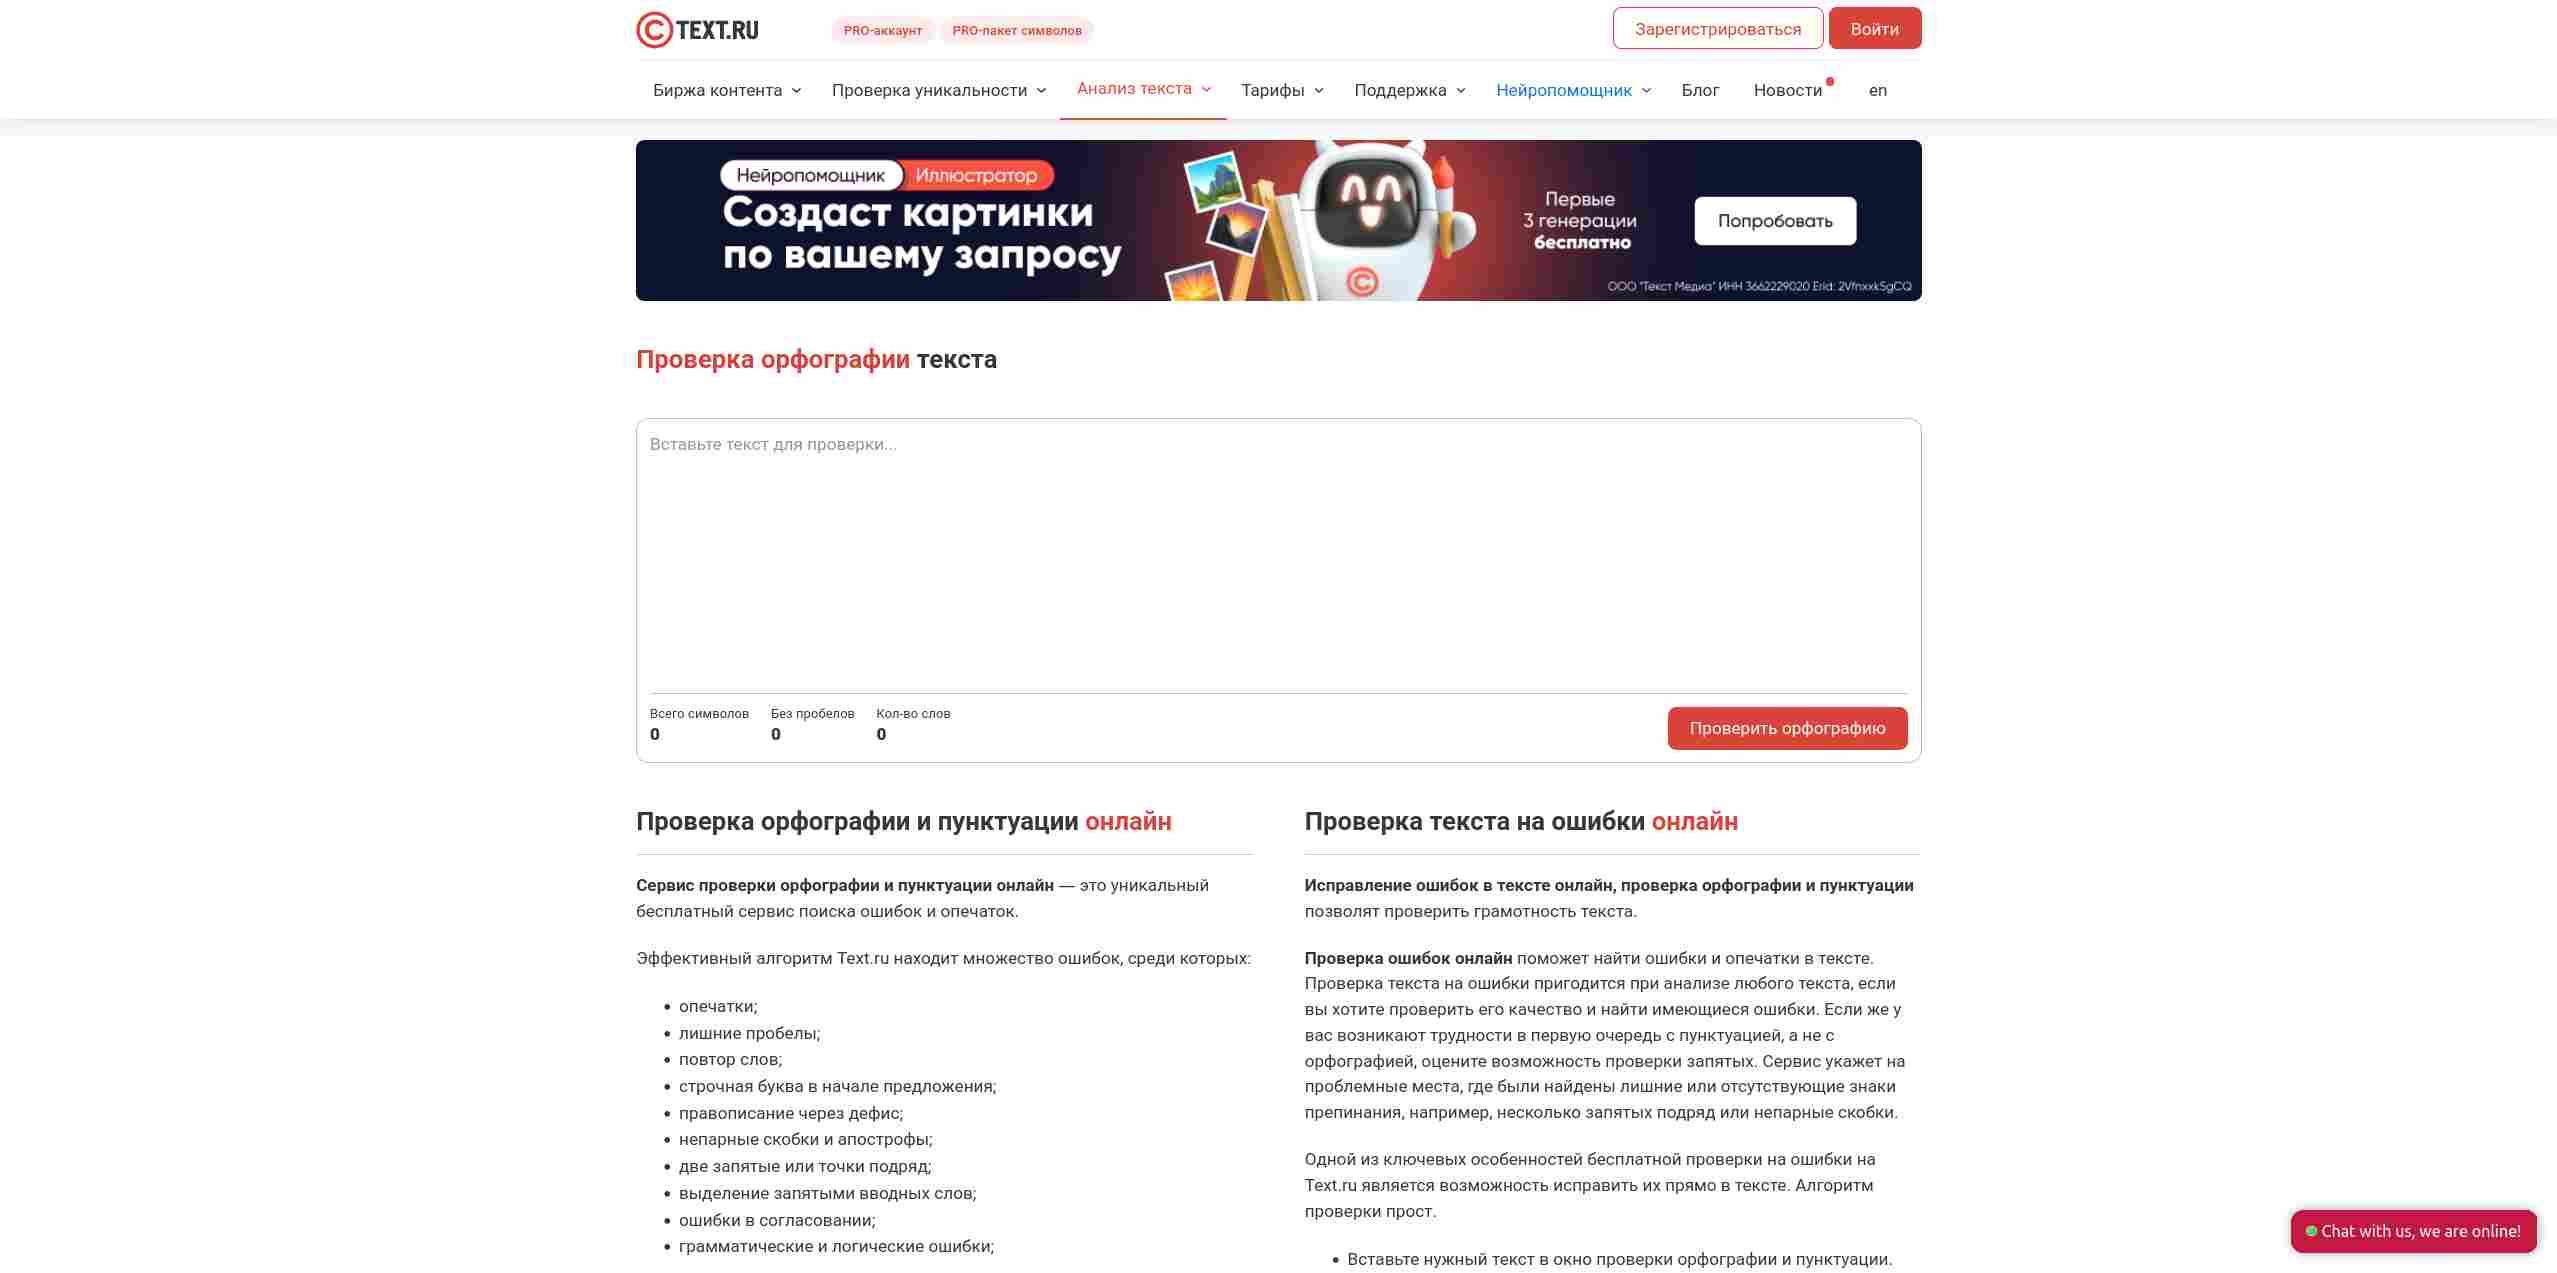 © TEXT.RU
PRO-аккаунт
PRO-пакет символов
Зарегистрироваться
Войти
Биржа контента
Проверка уникальности
Анализ текста
Тарифы
Поддержка
Нейропомощник
Блог
Новости
en
Нейропомощник Иллюстратор
Создаст картинки
по вашему запросу
Первые
3 генерации
бесплатно
Попробовать
ООО "Текст Медиа" ИНН 3662229020 Erid: 2VfnxxkSgCQ
Проверка орфографии текста
Вставьте текст для проверки...
Всего символов
0
Без пробелов
0
Кол-во слов
0
Проверить орфографию
Проверка орфографии и пунктуации онлайн
Сервис проверки орфографии и пунктуации онлайн — это уникальный
бесплатный сервис поиска ошибок и опечаток.
Эффективный алгоритм Text.ru находит множество ошибок, среди которых:
• опечатки;
• лишние пробелы;
• повтор слов;
• строчная буква в начале предложения;
• правописание через дефис;
• непарные скобки и апострофы;
• две запятые или точки подряд;
• выделение запятыми вводных слов;
• ошибки в согласовании;
• грамматические и логические ошибки;
Проверка текста на ошибки онлайн
Исправление ошибок в тексте онлайн, проверка орфографии и пунктуации
позволят проверить грамотность текста.
Проверка ошибок онлайн поможет найти ошибки и опечатки в тексте.
Проверка текста на ошибки пригодится при анализе любого текста, если
вы хотите проверить его качество и найти имеющиеся ошибки. Если же у
вас возникают трудности в первую очередь с пунктуацией, а не с
орфографией, оцените возможность проверки запятых. Сервис укажет на
проблемные места, где были найдены лишние или отсутствующие знаки
препинания, например, несколько запятых подряд или непарные скобки.
Одной из ключевых особенностей бесплатной проверки на ошибки на
Text.ru является возможность исправить их прямо в тексте. Алгоритм
проверки прост.
• Вставьте нужный текст в окно проверки орфографии и пунктуации.
Chat with us, we are online!